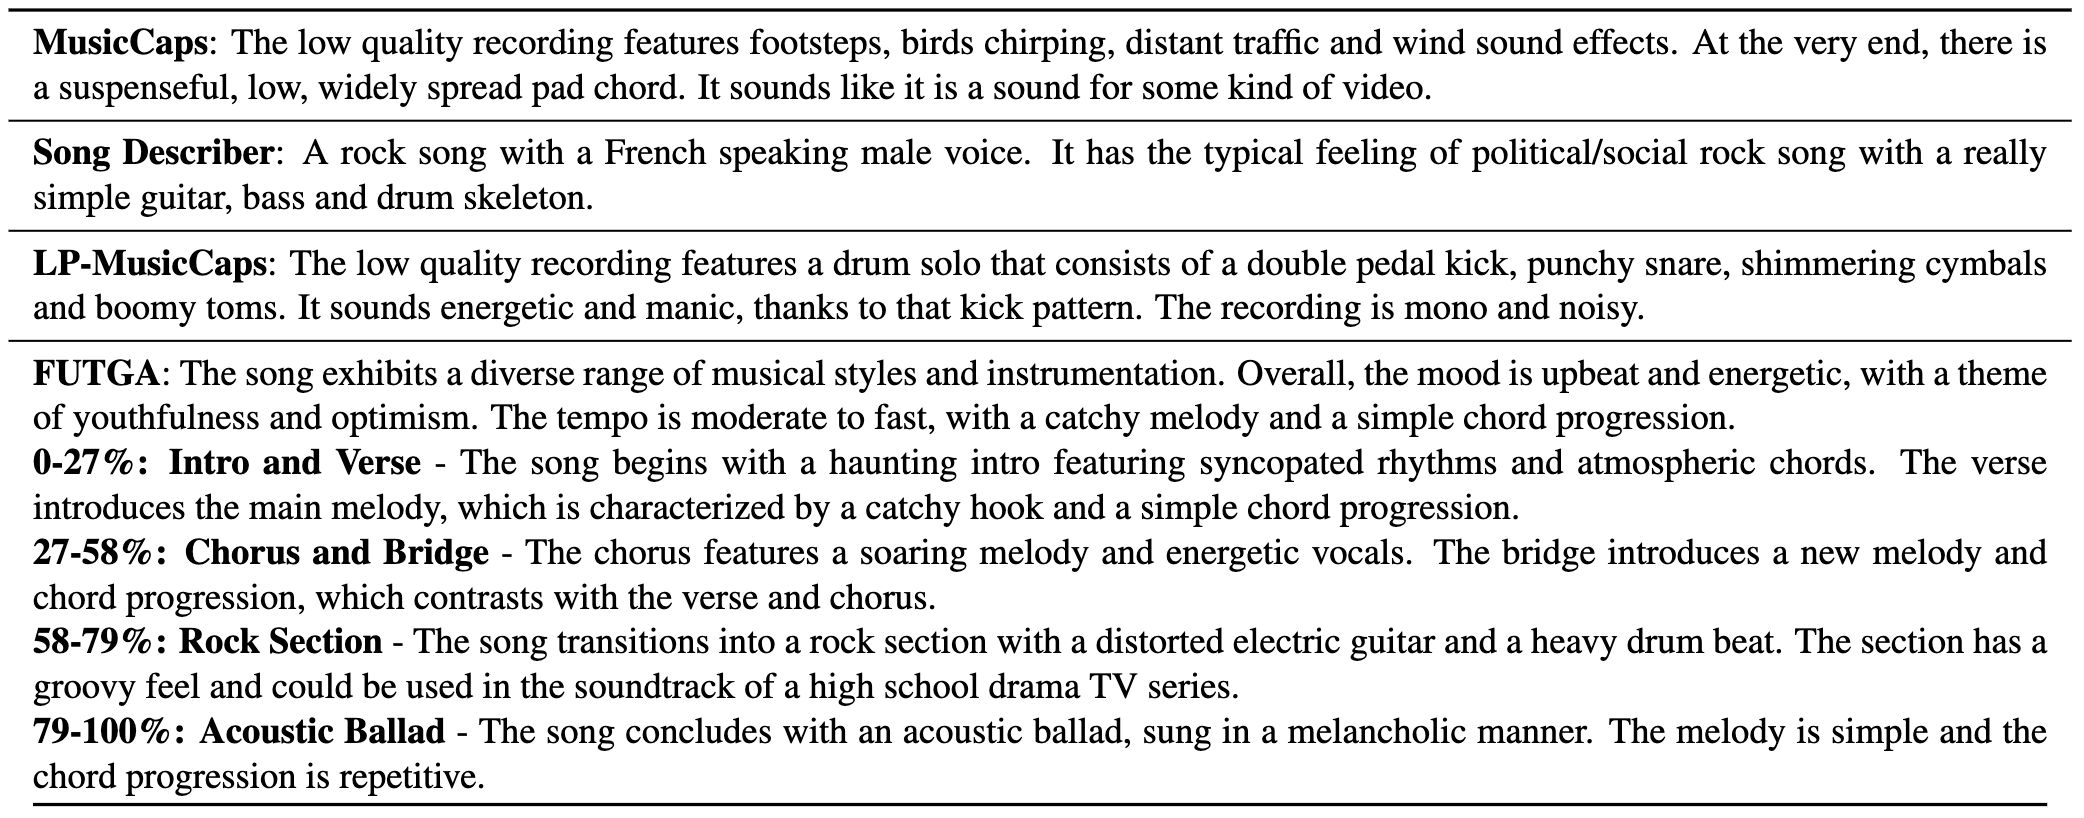 MusicCaps: The low quality recording features footsteps, birds chirping, distant traffic and wind sound effects. At the very end, there is
a suspenseful, low, widely spread pad chord. It sounds like it is a sound for some kind of video.
Song Describer: A rock song with a French speaking male voice. It has the typical feeling of political/social rock song with a really
simple guitar, bass and drum skeleton.
LP-MusicCaps: The low quality recording features a drum solo that consists of a double pedal kick, punchy snare, shimmering cymbals
and boomy toms. It sounds energetic and manic, thanks to that kick pattern. The recording is mono and noisy.
FUTGA: The song exhibits a diverse range of musical styles and instrumentation. Overall, the mood is upbeat and energetic, with a theme
of youthfulness and optimism. The tempo is moderate to fast, with a catchy melody and a simple chord progression.
0-27%: Intro and Verse - The song begins with a haunting intro featuring syncopated rhythms and atmospheric chords. The verse
introduces the main melody, which is characterized by a catchy hook and a simple chord progression.
27-58%: Chorus and Bridge - The chorus features a soaring melody and energetic vocals. The bridge introduces a new melody and
chord progression, which contrasts with the verse and chorus.
58-79%: Rock Section - The song transitions into a rock section with a distorted electric guitar and a heavy drum beat. The section has a
groovy feel and could be used in the soundtrack of a high school drama TV series.
79-100%: Acoustic Ballad - The song concludes with an acoustic ballad, sung in a melancholic manner. The melody is simple and the
chord progression is repetitive.